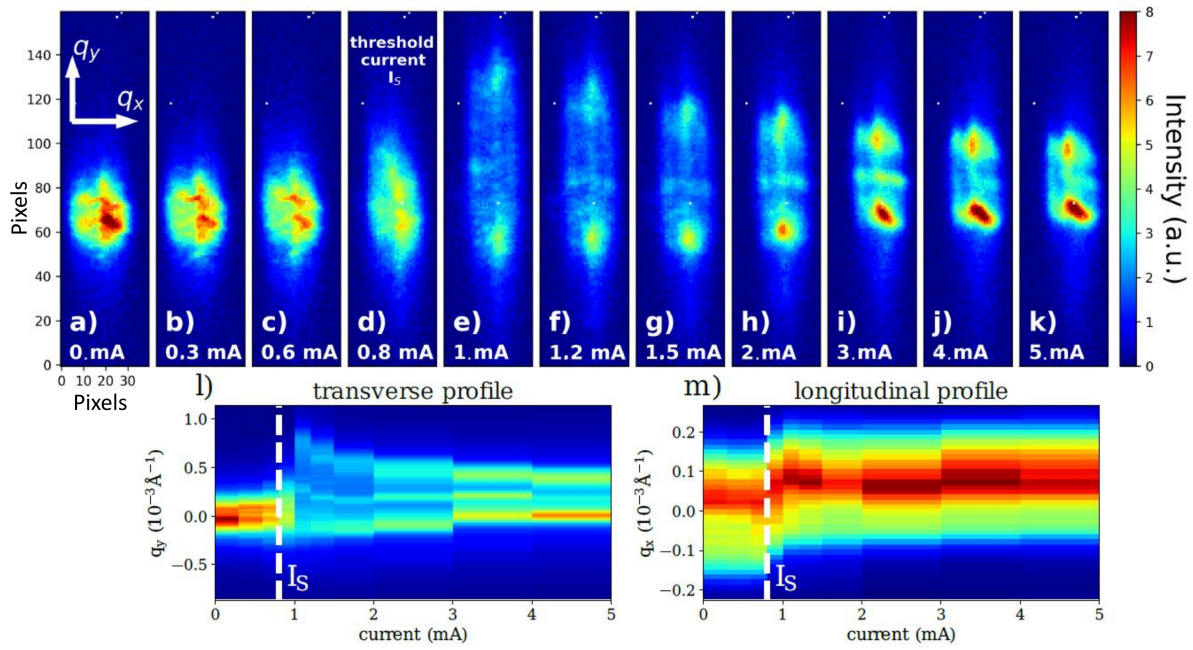 140
120
100
80
60
40
20
0
Pixels
q_y
q_x
threshold
current
I_S
a)
0.mA
b)
0.3 mA
c)
0.6 mA
d)
0.8 mA
e)
1.mA
f)
1.2 mA
g)
1.5 mA
h)
2.mA
i)
3.mA
j)
4.mA
k)
5.mA
0 10 20 30
Pixels
8
7
6
5
4
3
2
1
0
Intensity (a.u.)
l) transverse profile
1.0
0.5
0.0
−0.5
q_y (10⁻³ Å⁻¹)
I_S
0 1 2 3 4 5
current (mA)
m) longitudinal profile
0.2
0.1
0.0
−0.1
−0.2
q_x (10⁻³ Å⁻¹)
I_S
0 1 2 3 4 5
current (mA)